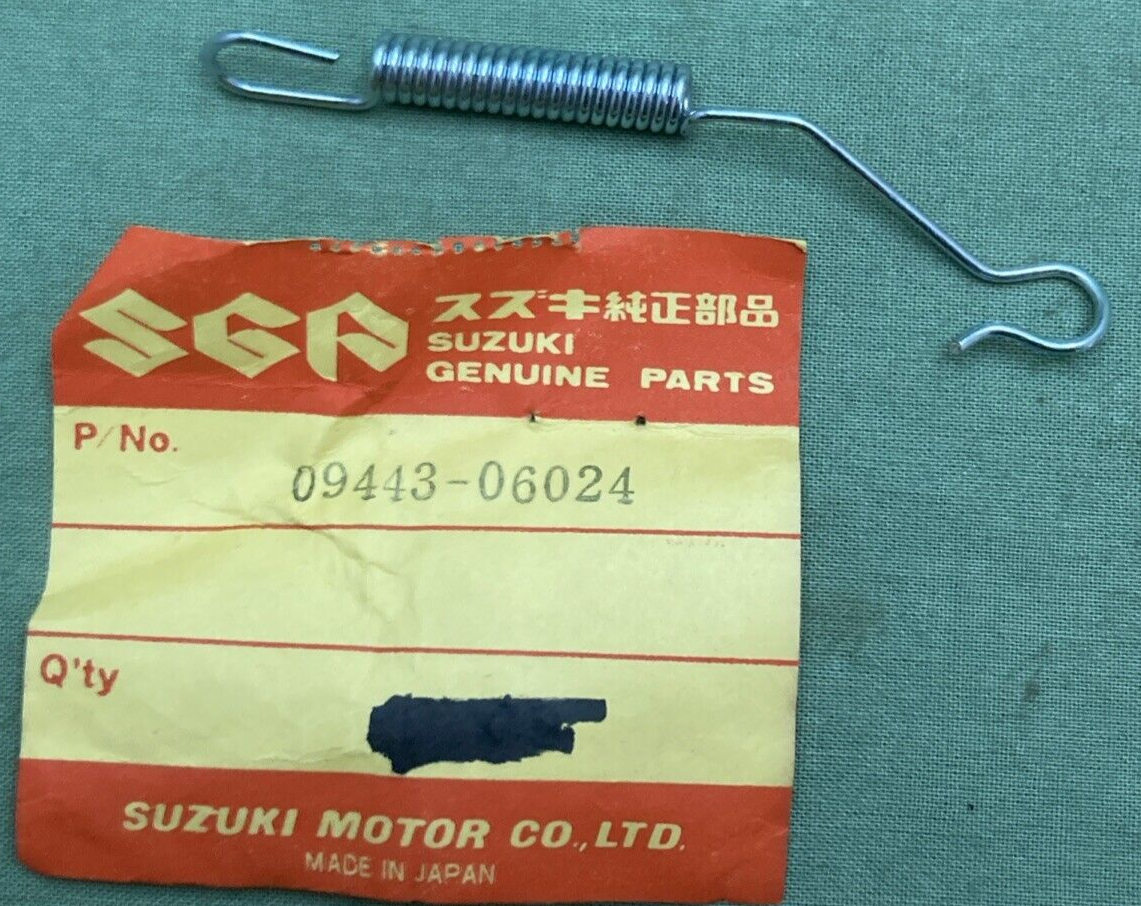 SGP スズキ純正部品
SUZUKI
GENUINE PARTS
P/No.
09443-06024
Q'ty
SUZUKI MOTOR CO., LTD.
MADE IN JAPAN